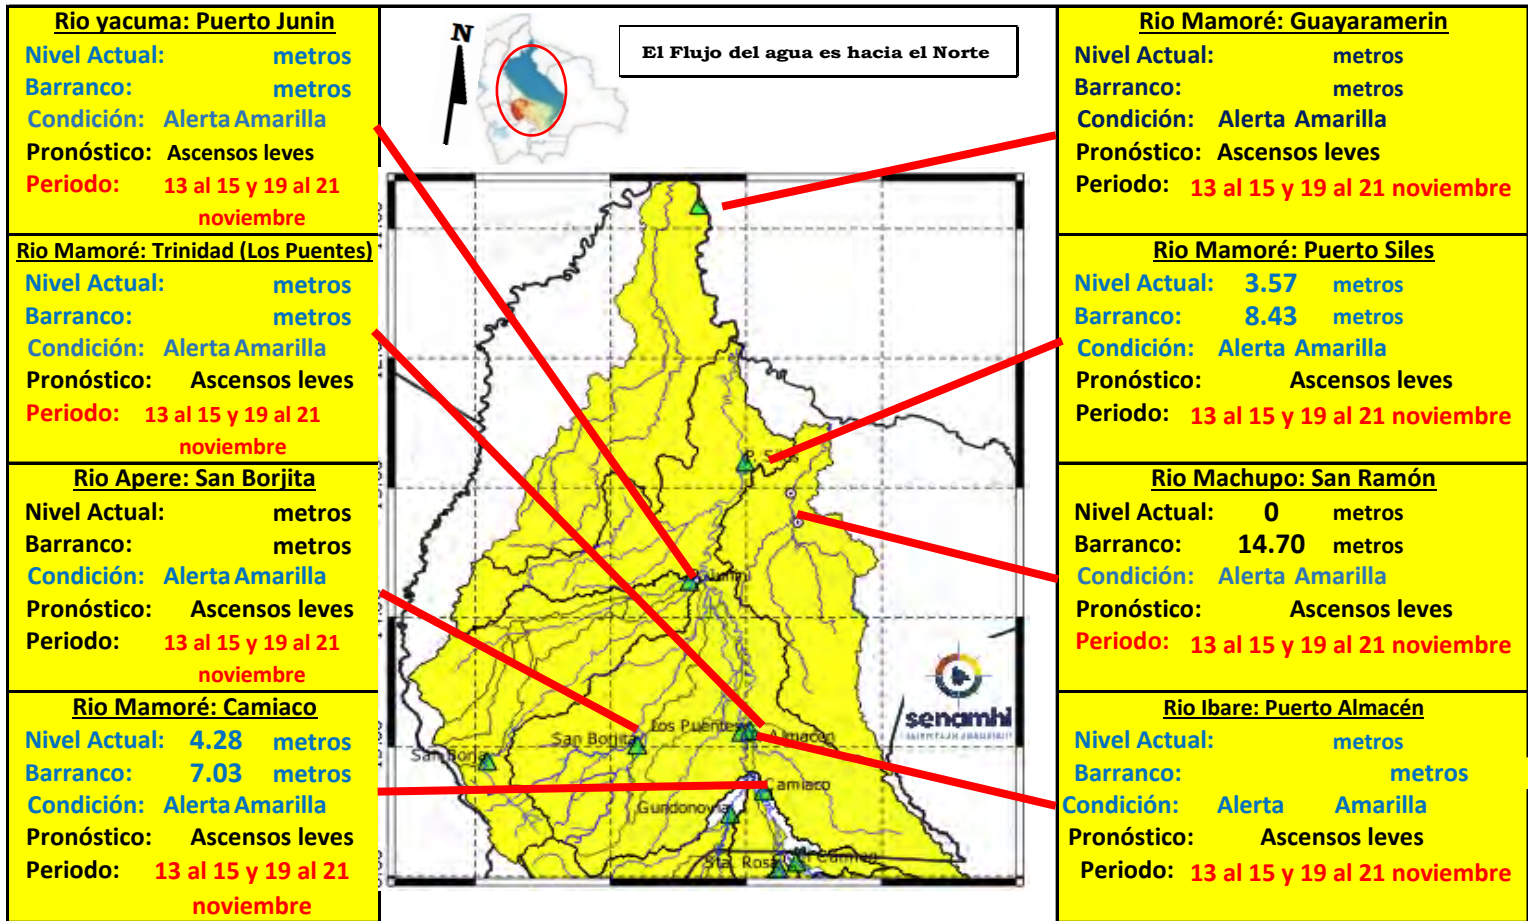 Rio yacuma: Puerto Junin
Nivel Actual: metros
Barranco: metros
Condición: Alerta Amarilla
Pronóstico: Ascensos leves
Periodo: 13 al 15 y 19 al 21
noviembre
Rio Mamoré: Trinidad (Los Puentes)
Nivel Actual: metros
Barranco: metros
Condición: Alerta Amarilla
Pronóstico: Ascensos leves
Periodo: 13 al 15 y 19 al 21
noviembre
Rio Apere: San Borjita
Nivel Actual: metros
Barranco: metros
Condición: Alerta Amarilla
Pronóstico: Ascensos leves
Periodo: 13 al 15 y 19 al 21
noviembre
Rio Mamoré: Camiaco
Nivel Actual: 4.28 metros
Barranco: 7.03 metros
Condición: Alerta Amarilla
Pronóstico: Ascensos leves
Periodo: 13 al 15 y 19 al 21
noviembre
N
El Flujo del agua es hacia el Norte
P. Siles
Los Puentes
Almacen
San Borjita
San Borja
Camiaco
Gundonovia
Sta. Rosa
senamhi
Rio Mamoré: Guayaramerin
Nivel Actual: metros
Barranco: metros
Condición: Alerta Amarilla
Pronóstico: Ascensos leves
Periodo: 13 al 15 y 19 al 21 noviembre
Rio Mamoré: Puerto Siles
Nivel Actual: 3.57 metros
Barranco: 8.43 metros
Condición: Alerta Amarilla
Pronóstico: Ascensos leves
Periodo: 13 al 15 y 19 al 21 noviembre
Rio Machupo: San Ramón
Nivel Actual: 0 metros
Barranco: 14.70 metros
Condición: Alerta Amarilla
Pronóstico: Ascensos leves
Periodo: 13 al 15 y 19 al 21 noviembre
Rio Ibare: Puerto Almacén
Nivel Actual: metros
Barranco: metros
Condición: Alerta Amarilla
Pronóstico: Ascensos leves
Periodo: 13 al 15 y 19 al 21 noviembre